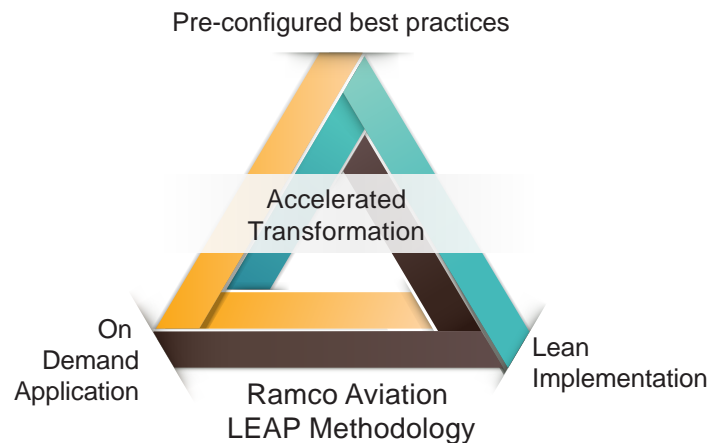 Pre-configured best practices
Accelerated
Transformation
On
Demand
Application
Lean
Implementation
Ramco Aviation
LEAP Methodology